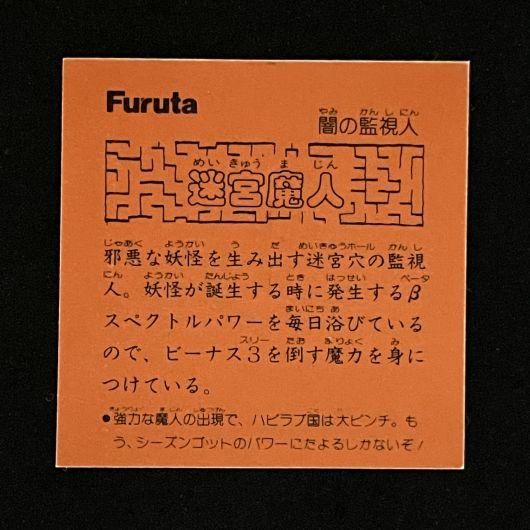 Furuta
闇の監視人
迷宮魔人
邪悪な妖怪を生み出す迷宮穴の監視
人。妖怪が誕生する時に発生するβ
スペクトルパワーを毎日浴びている
ので、ビーナス3を倒す魔力を身に
つけている。
●強力な魔人の出現で、ハピラブ国は大ピンチ。も
う、シーズンゴットのパワーにたよるしかないぞ!